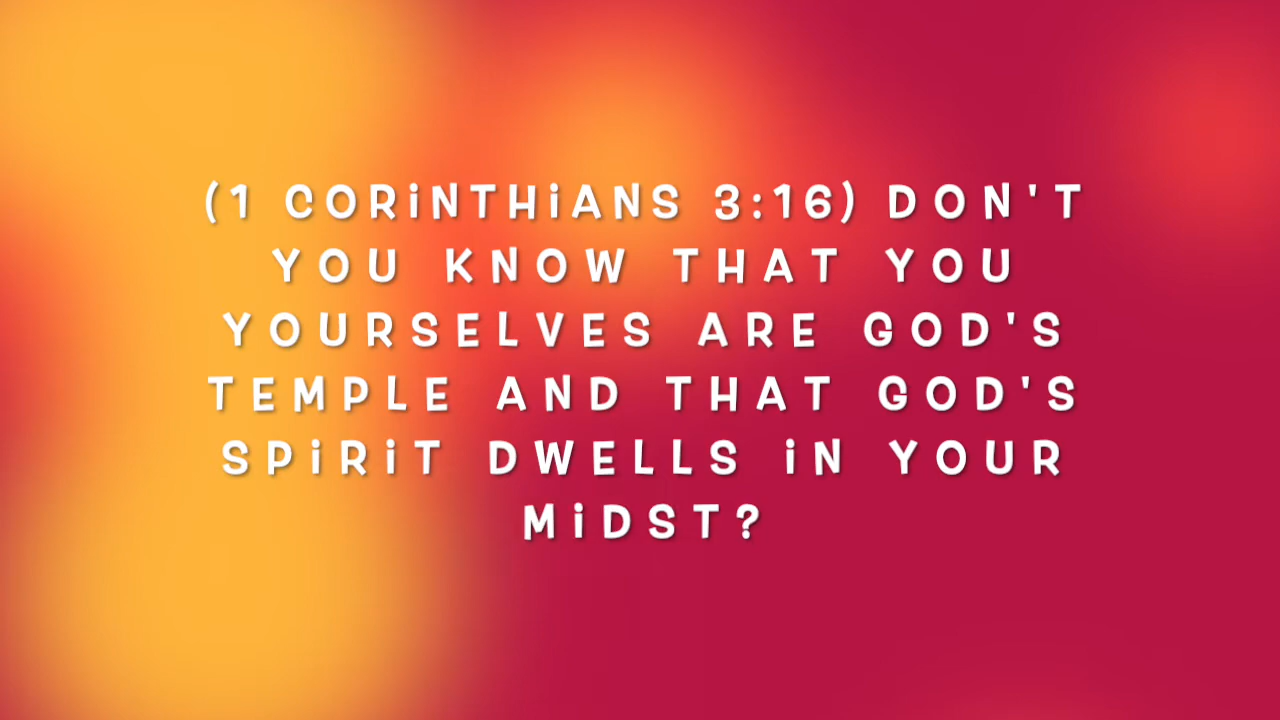 (1 CORiNTHiANS 3:16) DON'T
YOU KNOW THAT YOU
YOURSELVES ARE GOD'S
TEMPLE AND THAT GOD'S
SPiRiT DWELLS iN YOUR
MiDST?